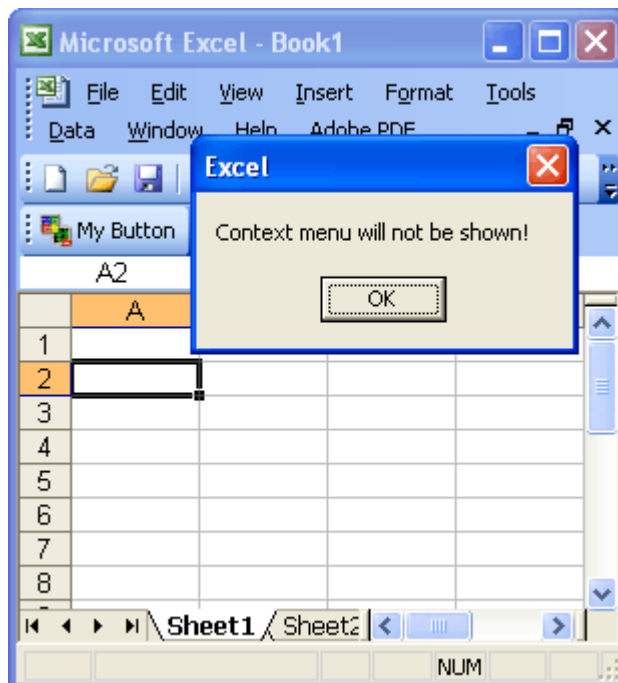 Microsoft Excel - Book1
File Edit View Insert Format Tools
Data Window Help Adobe PDF
Excel
My Button
Context menu will not be shown!
A2
OK
A
1
2
3
4
5
6
7
8
Sheet1 Sheet2
NUM